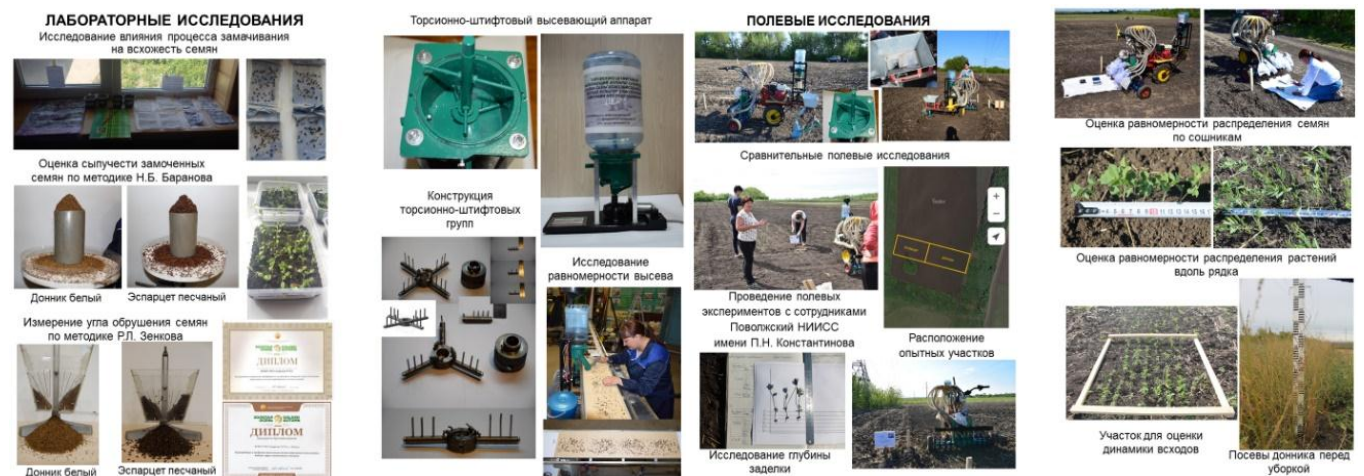 ЛАБОРАТОРНЫЕ ИССЛЕДОВАНИЯ
Исследование влияния процесса замачивания
на всхожесть семян
Оценка сыпучести замоченных
семян по методике Н.Б. Баранова
Донник белый
Эспарцет песчаный
Измерение угла обрушения семян
по методике Р.Л. Зенкова
ДИПЛОМ
ДИПЛОМ
Донник белый
Эспарцет песчаный
Торсионно-штифтовый высевающий аппарат
Конструкция
торсионно-штифтовых
групп
Исследование
равномерности высева
ПОЛЕВЫЕ ИССЛЕДОВАНИЯ
Сравнительные полевые исследования
Проведение полевых
экспериментов с сотрудниками
Поволжский НИИСС
имени П.Н. Константинова
Расположение
опытных участков
Исследование глубины
заделки
Оценка равномерности распределения семян
по сошникам
Оценка равномерности распределения растений
вдоль рядка
Участок для оценки
динамики всходов
Посевы донника перед
уборкой